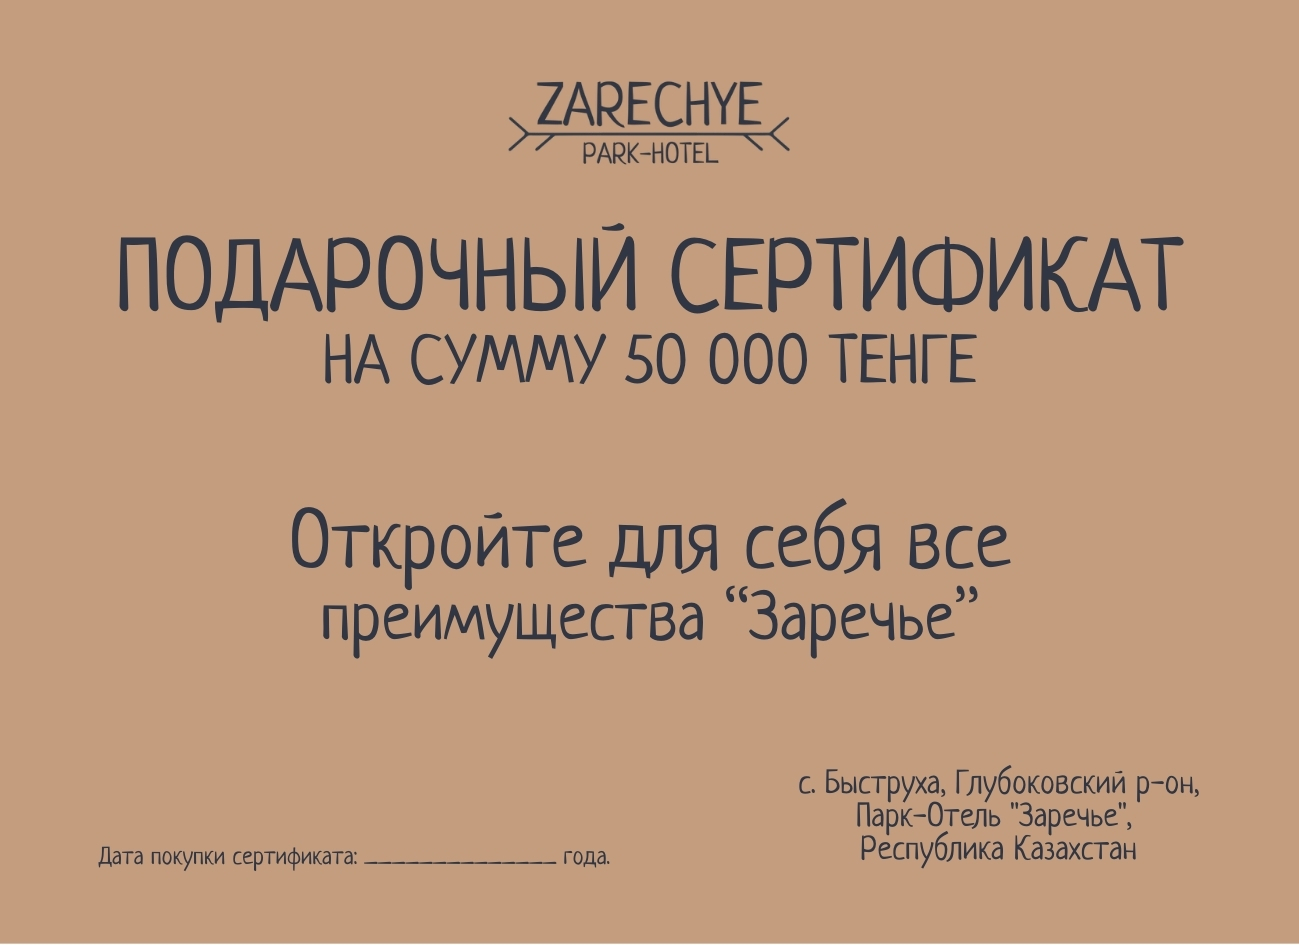 ZARECHYE
PARK-HOTEL
ПОДАРОЧНЫЙ СЕРТИФИКАТ
НА СУММУ 50 000 ТЕНГЕ
Откройте для себя все
преимущества “Заречье”
с. Быструха, Глубоковский р-он,
Парк-Отель "Заречье",
Республика Казахстан
Дата покупки сертификата: ______________ года.